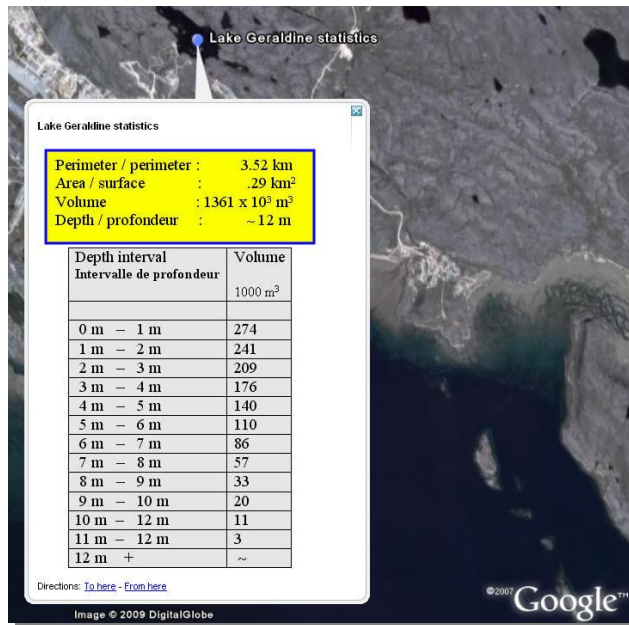 Lake Geraldine statistics
Lake Geraldine statistics
Perimeter / perimeter : 3.52 km
Area / surface : .29 km²
Volume : 1361 x 10³ m³
Depth / profondeur : ~ 12 m
Depth interval Volume
Intervalle de profondeur
1000 m³
0 m – 1 m 274
1 m – 2 m 241
2 m – 3 m 209
3 m – 4 m 176
4 m – 5 m 140
5 m – 6 m 110
6 m – 7 m 86
7 m – 8 m 57
8 m – 9 m 33
9 m – 10 m 20
10 m – 12 m 11
11 m – 12 m 3
12 m + ~
Directions: To here - From here
©2007 Google™
Image © 2009 DigitalGlobe